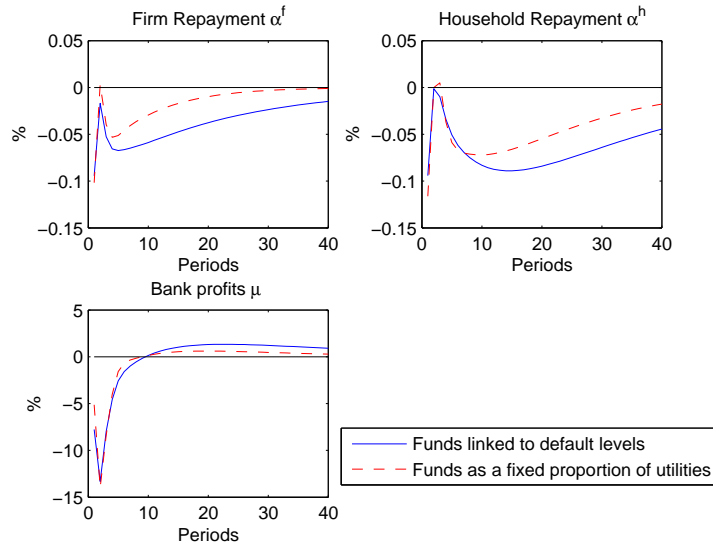 Firm Repayment α^f
0.05
0
−0.05
−0.1
−0.15
%
0 10 20 30 40
Periods
Household Repayment α^h
0.05
0
−0.05
−0.1
−0.15
0 10 20 30 40
Periods
Bank profits μ
5
0
−5
−10
−15
%
0 10 20 30 40
Periods
Funds linked to default levels
Funds as a fixed proportion of utilities